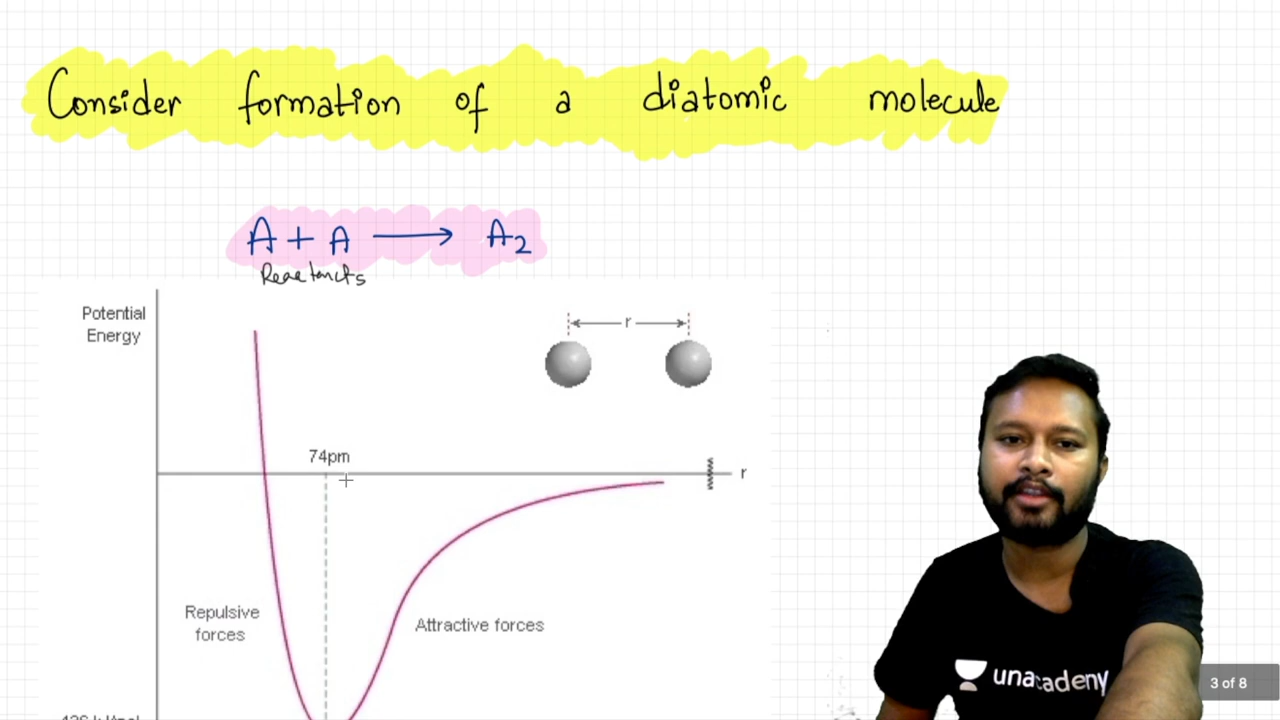 Consider formation of a diatomic molecule
A + A ⟶ A2
Reactants
Potential
Energy
r
74pm
r
Repulsive
forces
Attractive forces
unacademy
3 of 8